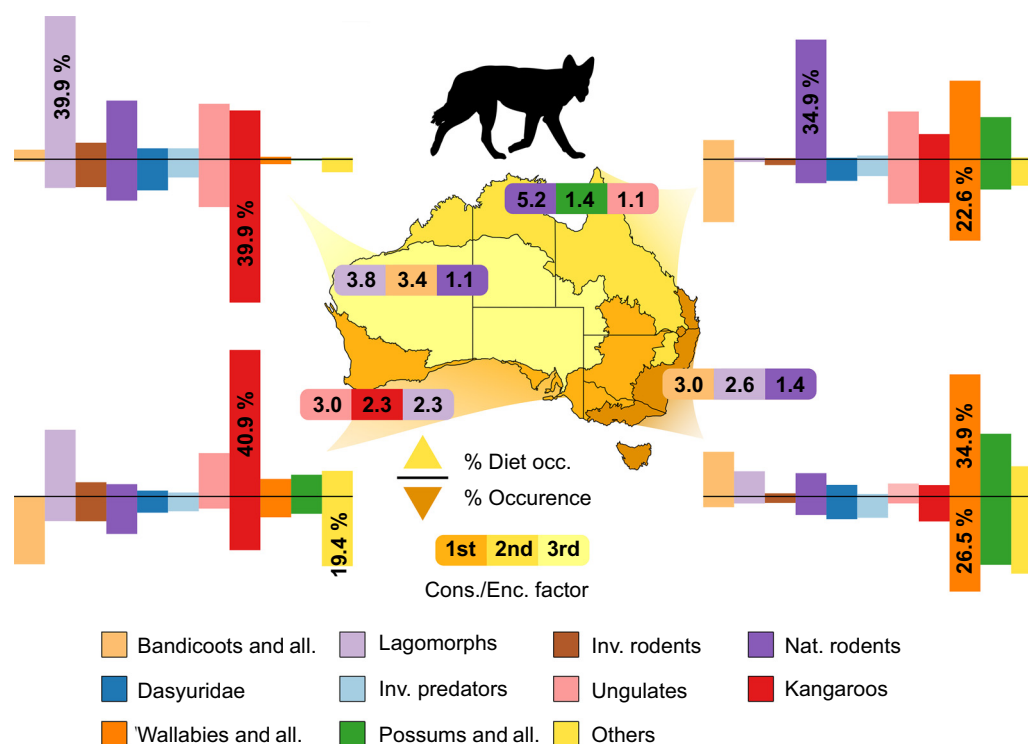 39.9 %
39.9 %
34.9 %
22.6 %
5.2 1.4 1.1
3.8 3.4 1.1
3.0 2.3 2.3
3.0 2.6 1.4
40.9 %
19.4 %
34.9 %
26.5 %
% Diet occ.
% Occurence
1st 2nd 3rd
Cons./Enc. factor
Bandicoots and all.
Lagomorphs
Inv. rodents
Nat. rodents
Dasyuridae
Inv. predators
Ungulates
Kangaroos
Wallabies and all.
Possums and all.
Others